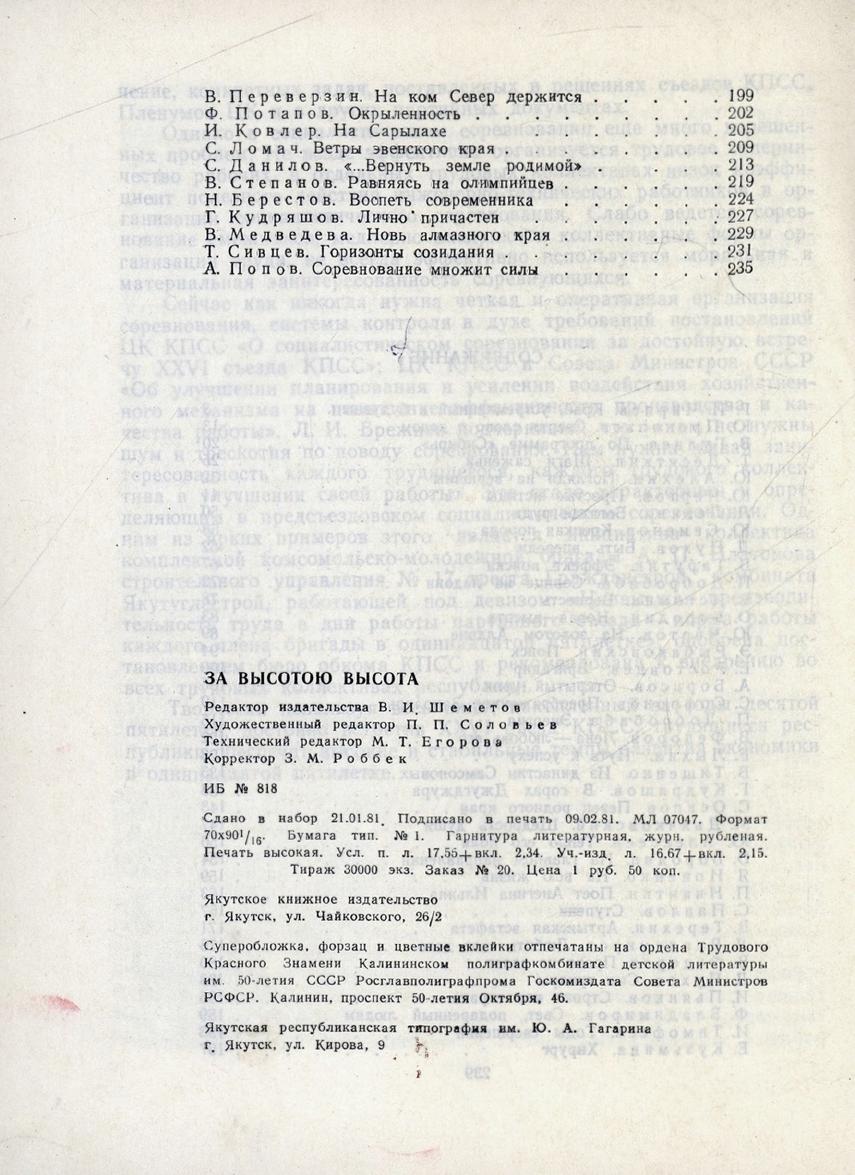 В. Переверзин. На ком Север держится . . . . . 199
Ф. Потапов. Окрыленность . . . . . . . . 202
И. Ковлер. На Сарылахе . . . . . . . . 205
С. Ломач. Ветры эвенского края . . . . . . . 209
С. Данилов. «...Вернуть земле родимой» . . . . . 213
В. Степанов. Равняясь на олимпийцев . . . . . . 219
Н. Берестов. Воспеть современника . . . . . . 224
Г. Кудряшов. Лично причастен . . . . . . . 227
В. Медведева. Новь алмазного края . . . . . . 229
Т. Сивцев. Горизонты созидания . . . . . . . 231
А. Попов. Соревнование множит силы . . . . . . 235
ЗА ВЫСОТОЮ ВЫСОТА
Редактор издательства В. И. Шеметов
Художественный редактор П. П. Соловьев
Технический редактор М. Т. Егорова
Корректор З. М. Роббек
ИБ № 818
Сдано в набор 21.01.81. Подписано в печать 09.02.81. МЛ 07047. Формат
70х90 1/16. Бумага тип. № 1. Гарнитура литературная, журн. рубленая.
Печать высокая. Усл. п. л. 17,55+вкл. 2,34. Уч.-изд. л. 16,67+вкл. 2,15.
Тираж 30000 экз. Заказ № 20. Цена 1 руб. 50 коп.
Якутское книжное издательство
г. Якутск, ул. Чайковского, 26/2
Суперобложка, форзац и цветные вклейки отпечатаны на ордена Трудового
Красного Знамени Калининском полиграфкомбинате детской литературы
им. 50-летия СССР Росглавполиграфпрома Госкомиздата Совета Министров
РСФСР. Калинин, проспект 50-летия Октября, 46.
Якутская республиканская типография им. Ю. А. Гагарина
г. Якутск, ул. Кирова, 9